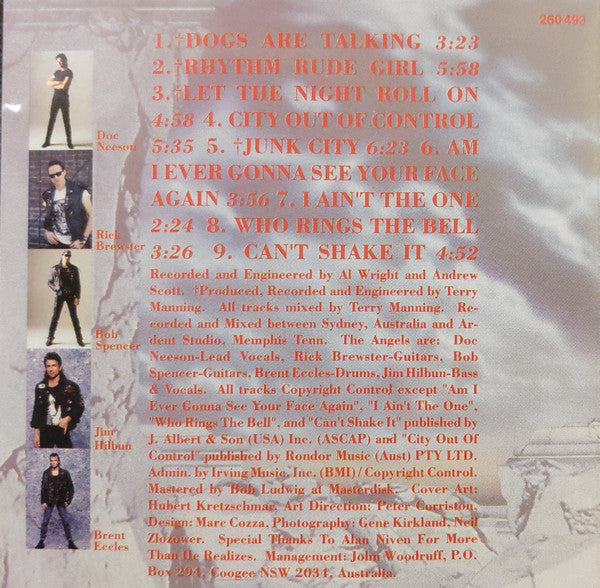 260 493
1. †DOGS ARE TALKING 3:23
2. †RHYTHM RUDE GIRL 5:58
3. †LET THE NIGHT ROLL ON
4:58 4. CITY OUT OF CONTROL
5:35 5. †JUNK CITY 6:23 6. AM
I EVER GONNA SEE YOUR FACE
AGAIN 3:56 7. I AIN'T THE ONE
2:24 8. WHO RINGS THE BELL
3:26 9. CAN'T SHAKE IT 4:52
Recorded and Engineered by Al Wright and Andrew
Scott. †Produced, Recorded and Engineered by Terry
Manning. All tracks mixed by Terry Manning. Re-
corded and Mixed between Sydney, Australia and Ar-
dent Studio, Memphis Tenn. The Angels are: Doc
Neeson-Lead Vocals, Rick Brewster-Guitars, Bob
Spencer-Guitars, Brent Eccles-Drums, Jim Hilbun-Bass
& Vocals. All tracks Copyright Control except "Am I
Ever Gonna See Your Face Again", "I Ain't The One",
"Who Rings The Bell", and "Can't Shake It" published by
J. Albert & Son (USA) Inc. (ASCAP) and "City Out Of
Control" published by Rondor Music (Aust) PTY LTD.
Admin. by Irving Music, Inc. (BMI) / Copyright Control.
Mastered by Bob Ludwig at Masterdisk. Cover Art:
Hubert Kretzschmar, Art Direction: Peter Corriston,
Design: Marc Cozza, Photography: Gene Kirkland, Neil
Zlozower. Special Thanks To Alan Niven For More
Than He Realizes. Management: John Woodruff, P.O.
Box 294, Coogee NSW 2034, Australia.
Doc
Neeson
Rick
Brewster
Bob
Spencer
Jim
Hilbun
Brent
Eccles